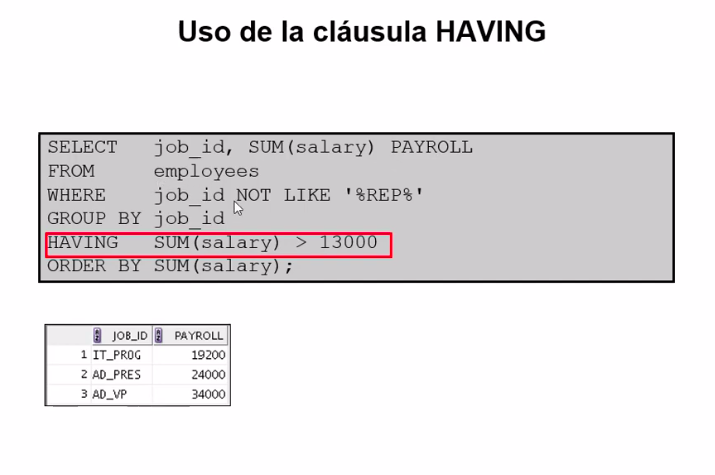 Uso de la cláusula HAVING
SELECT job_id, SUM(salary) PAYROLL
FROM employees
WHERE job_id NOT LIKE '%REP%'
GROUP BY job_id
HAVING SUM(salary) > 13000
ORDER BY SUM(salary);
JOB_ID PAYROLL
1 IT_PROG 19200
2 AD_PRES 24000
3 AD_VP 34000